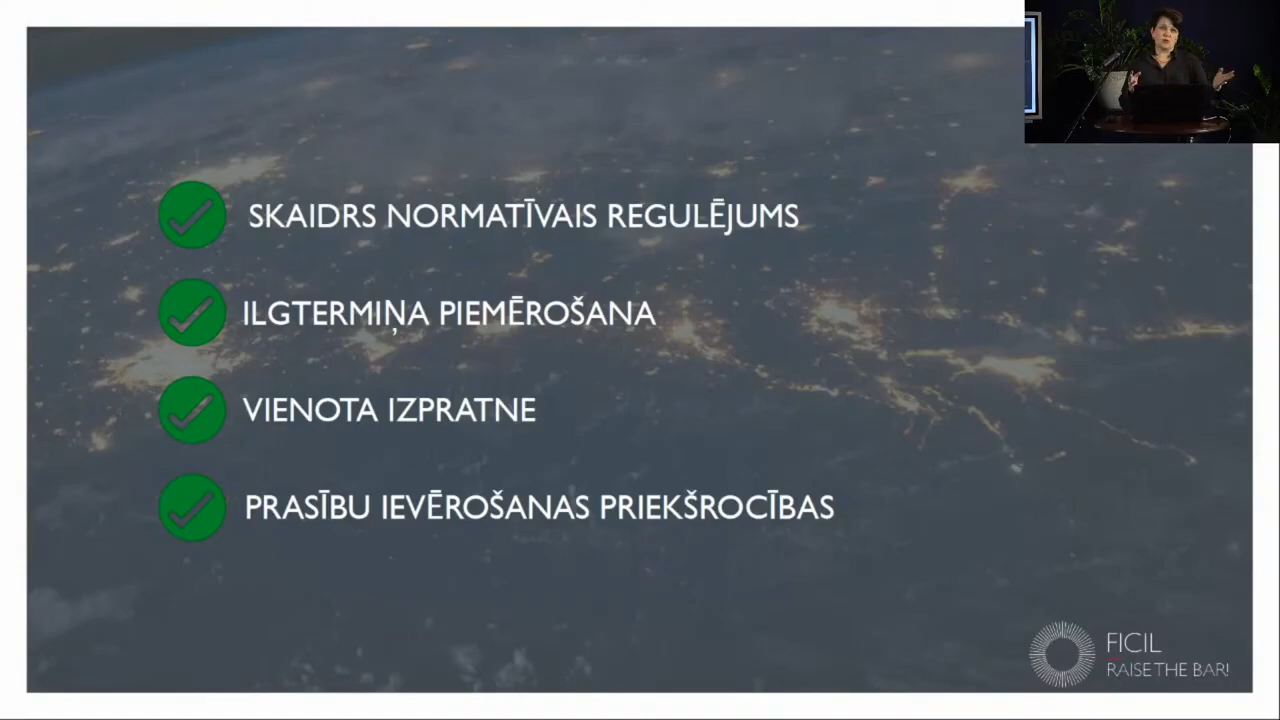 SKAIDRS NORMATĪVAIS REGULĒJUMS
ILGTERMIŅA PIEMĒROŠANA
VIENOTA IZPRATNE
PRASĪBU IEVĒROŠANAS PRIEKŠROCĪBAS
FICIL
RAISE THE BAR!